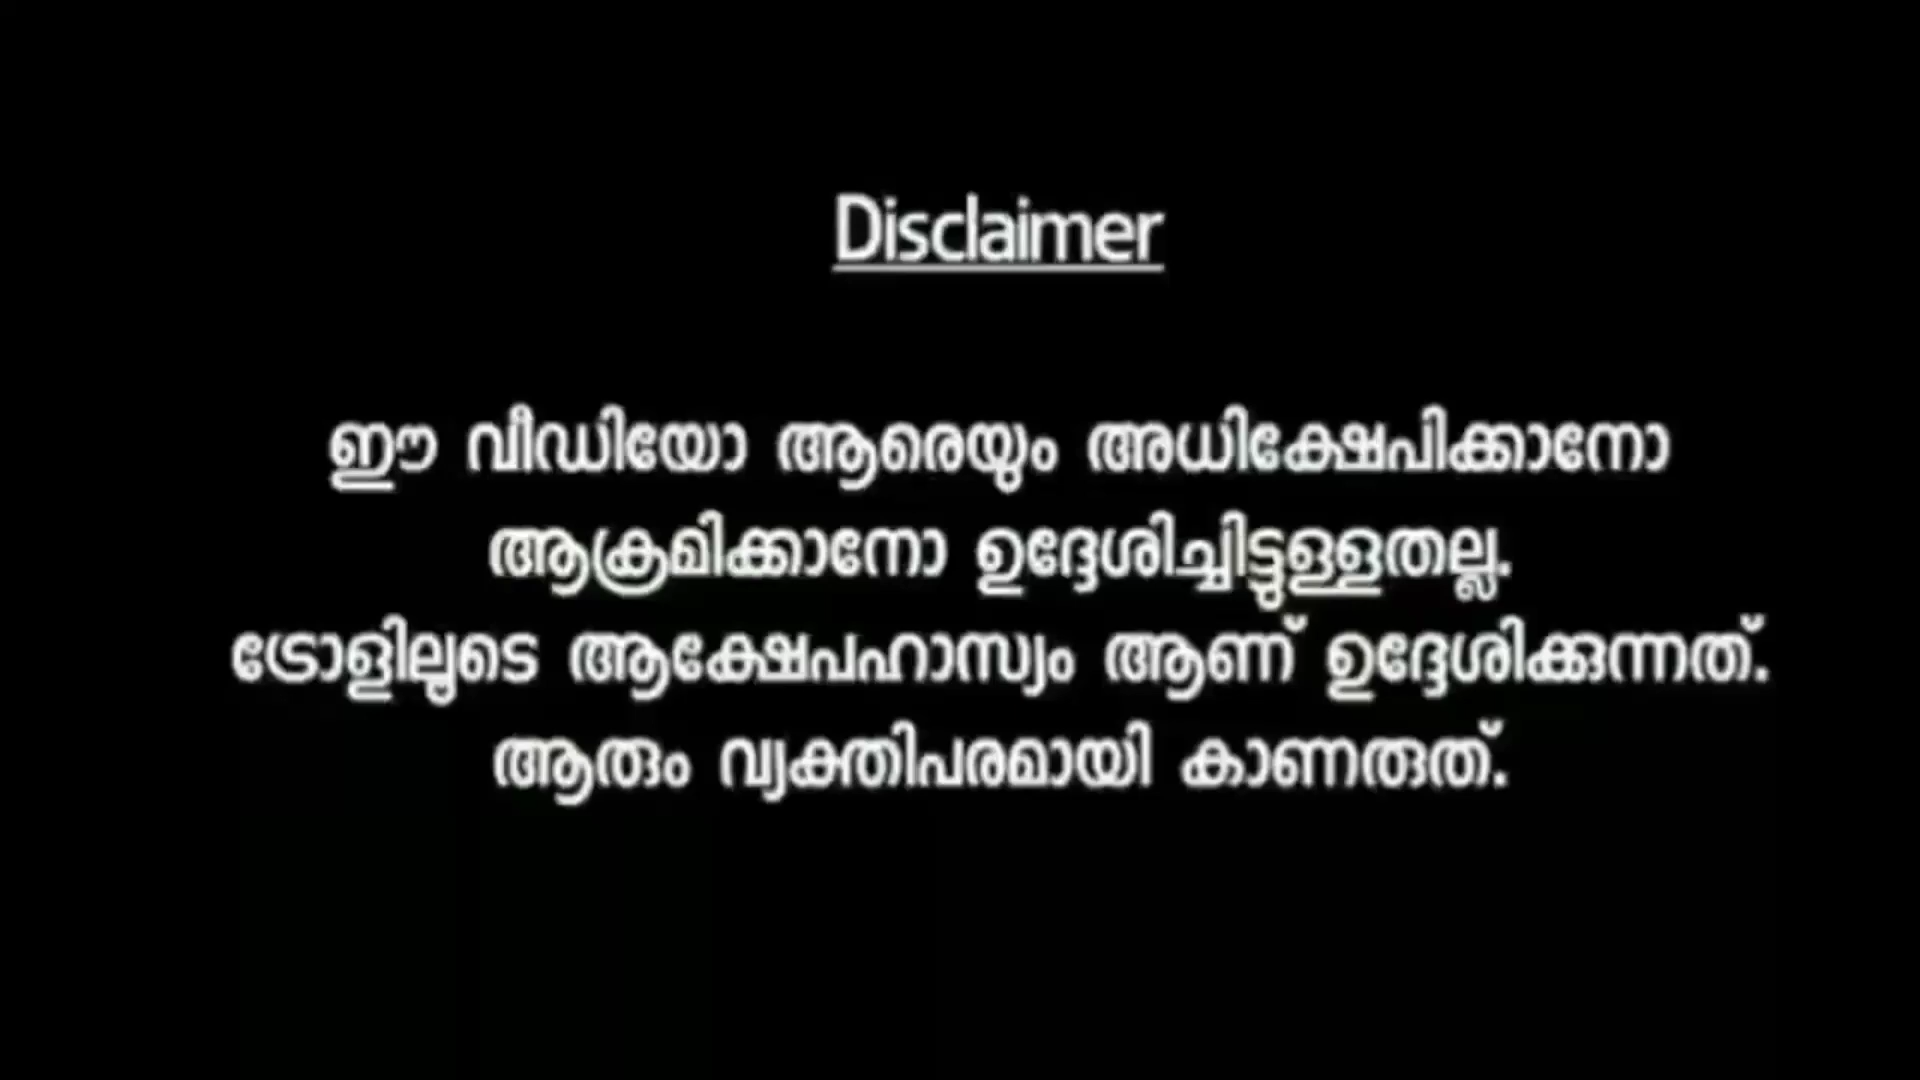 Disclaimer
ഈ വീഡിയോ ആരെയും അധിക്ഷേപിക്കാനോ
ആക്രമിക്കാനോ ഉദ്ദേശിച്ചിട്ടുള്ളതല്ല.
ട്രോളിലൂടെ ആക്ഷേപഹാസ്യം ആണ് ഉദ്ദേശിക്കുന്നത്.
ആരും വ്യക്തിപരമായി കാണരുത്.